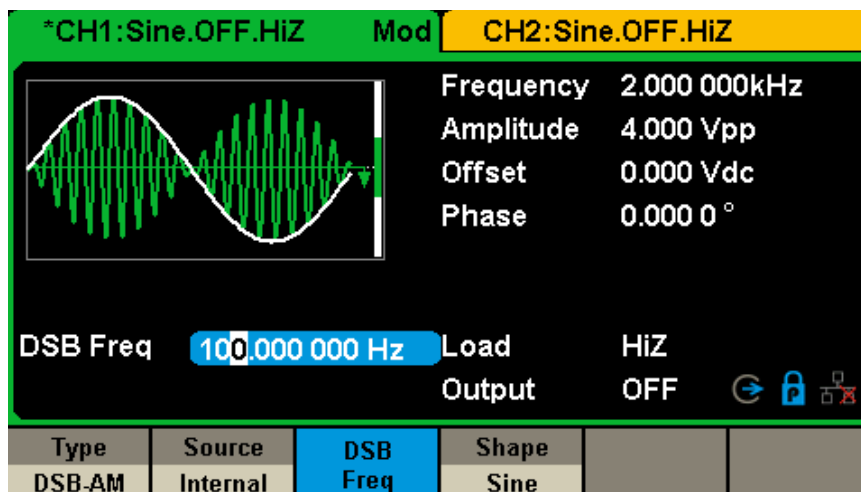 *CH1:Sine.OFF.HiZ Mod CH2:Sine.OFF.HiZ
Frequency 2.000 000kHz
Amplitude 4.000 Vpp
Offset 0.000 Vdc
Phase 0.000 0 °
DSB Freq 100.000 000 Hz Load HiZ
Output OFF P
Type Source DSB Freq Shape
DSB-AM Internal Sine